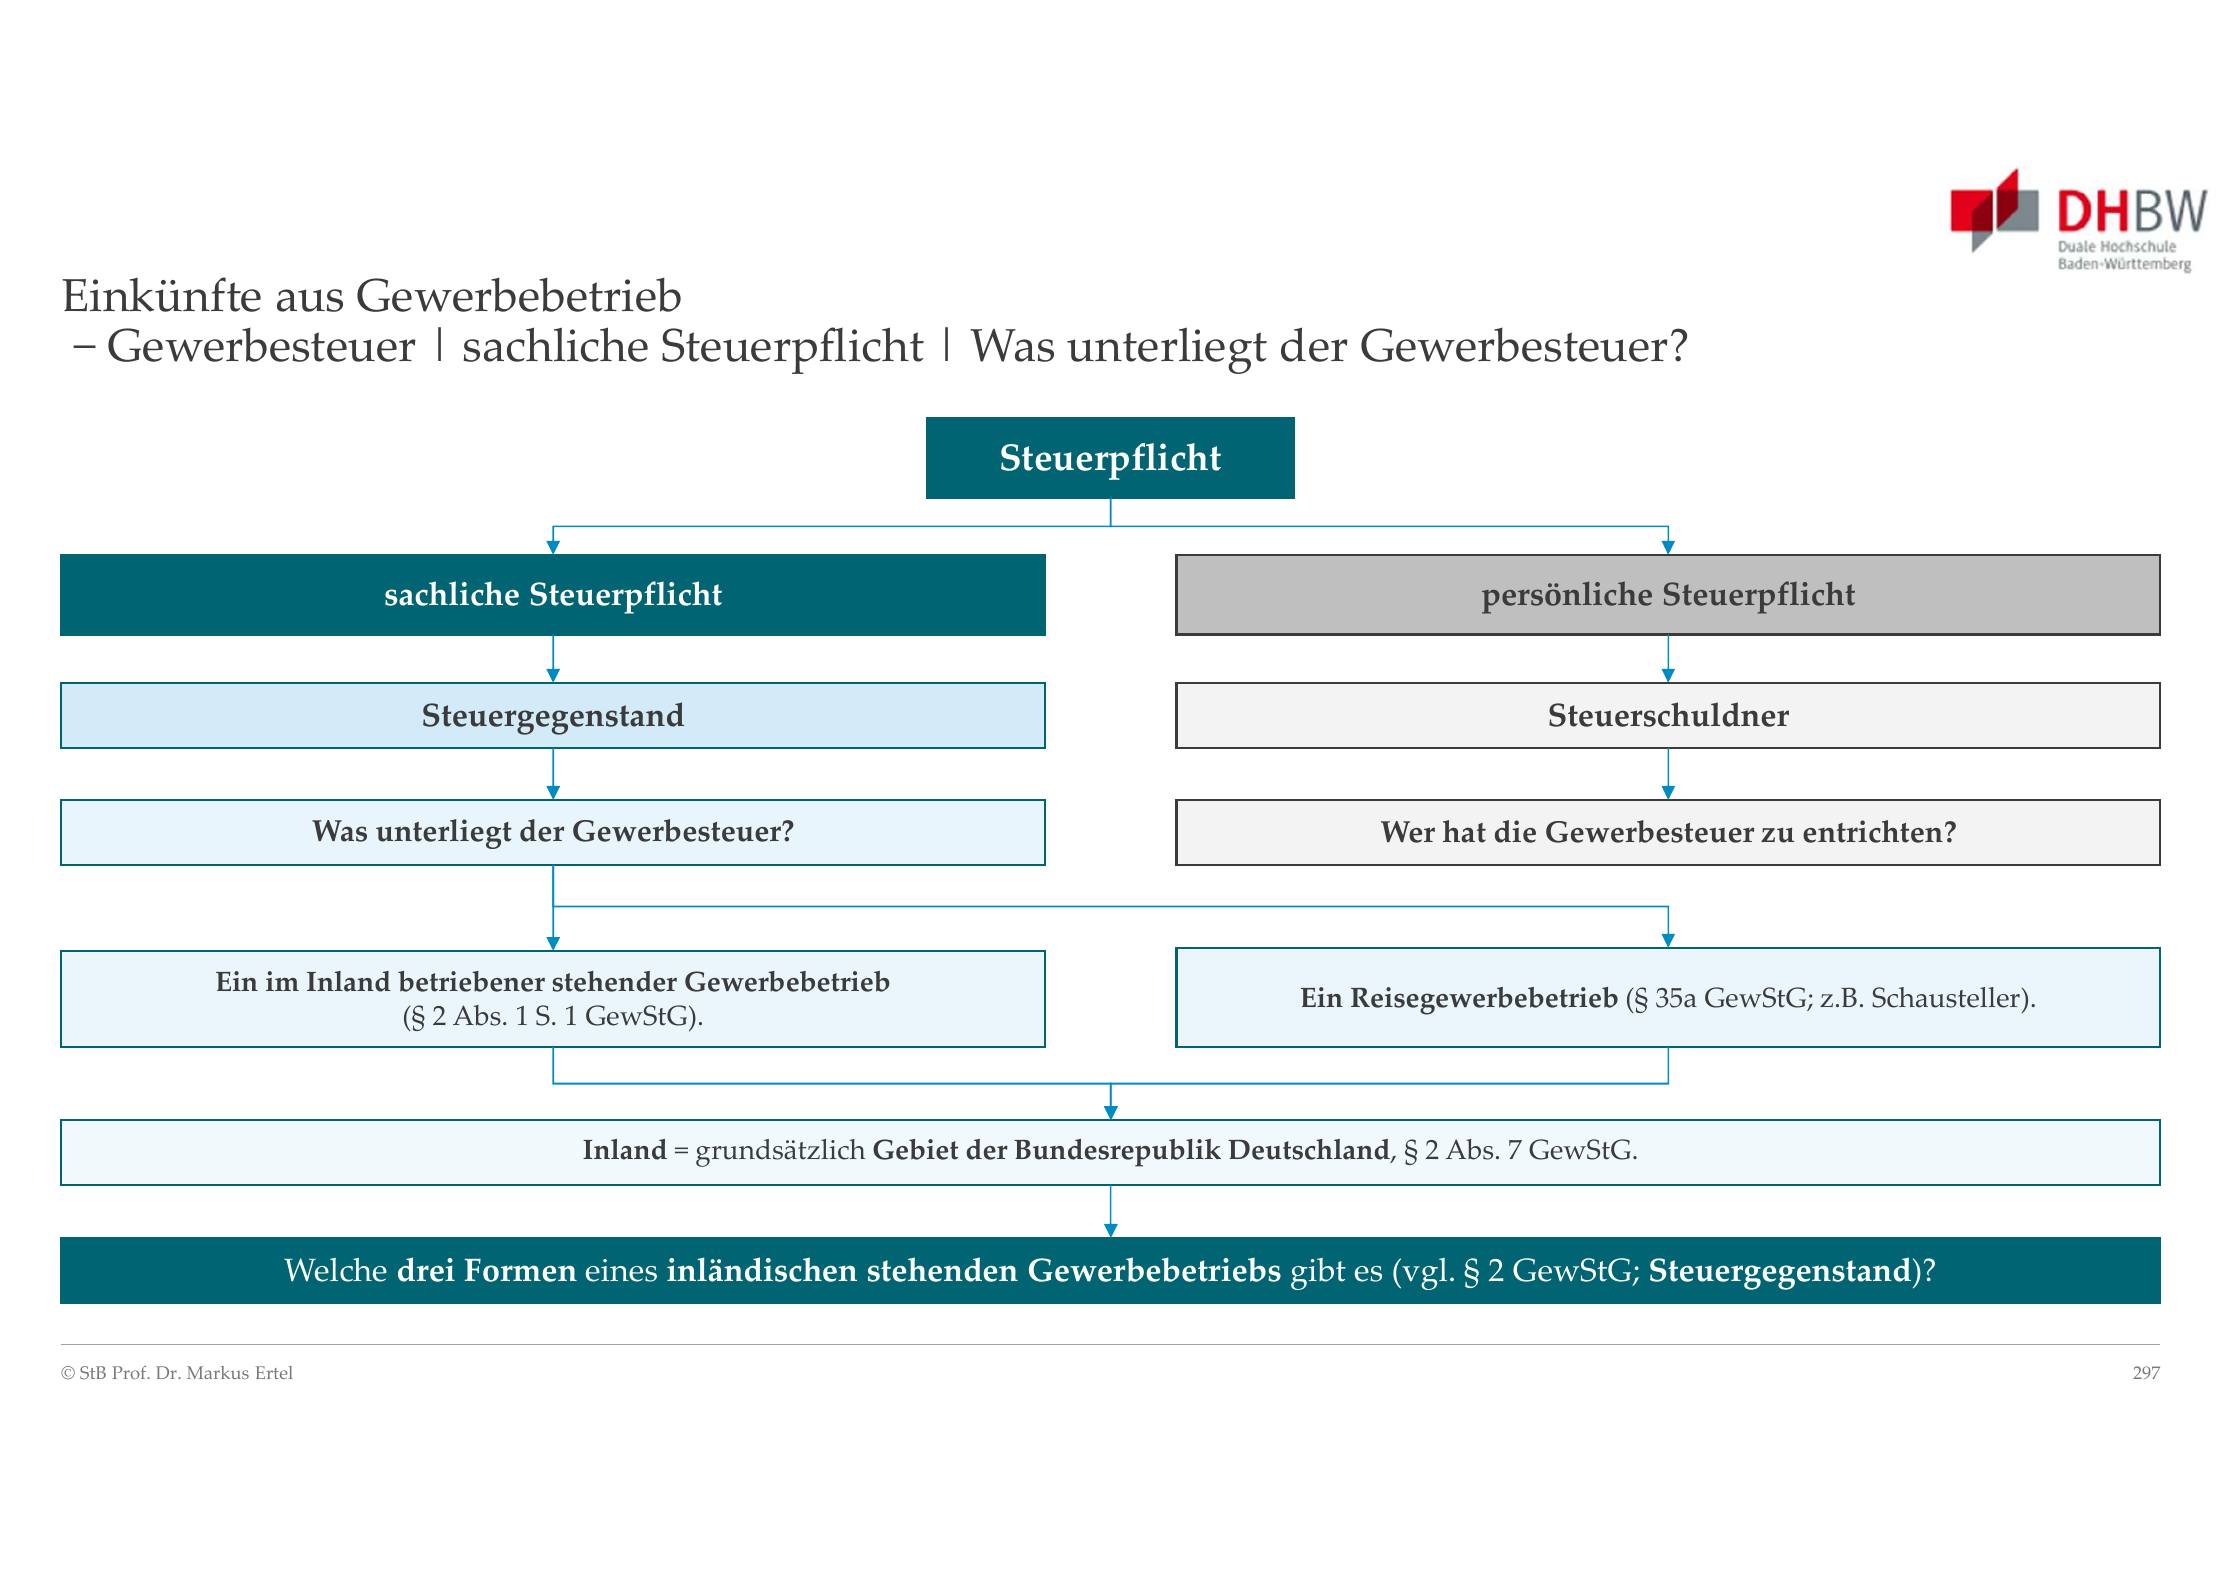 DHBW
Duale Hochschule
Baden-Württemberg
Einkünfte aus Gewerbebetrieb
– Gewerbesteuer | sachliche Steuerpflicht | Was unterliegt der Gewerbesteuer?
Steuerpflicht
sachliche Steuerpflicht
persönliche Steuerpflicht
Steuergegenstand
Steuerschuldner
Was unterliegt der Gewerbesteuer?
Wer hat die Gewerbesteuer zu entrichten?
Ein im Inland betriebener stehender Gewerbebetrieb
(§ 2 Abs. 1 S. 1 GewStG).
Ein Reisegewerbebetrieb (§ 35a GewStG; z.B. Schausteller).
Inland = grundsätzlich Gebiet der Bundesrepublik Deutschland, § 2 Abs. 7 GewStG.
Welche drei Formen eines inländischen stehenden Gewerbebetriebs gibt es (vgl. § 2 GewStG; Steuergegenstand)?
© StB Prof. Dr. Markus Ertel
297